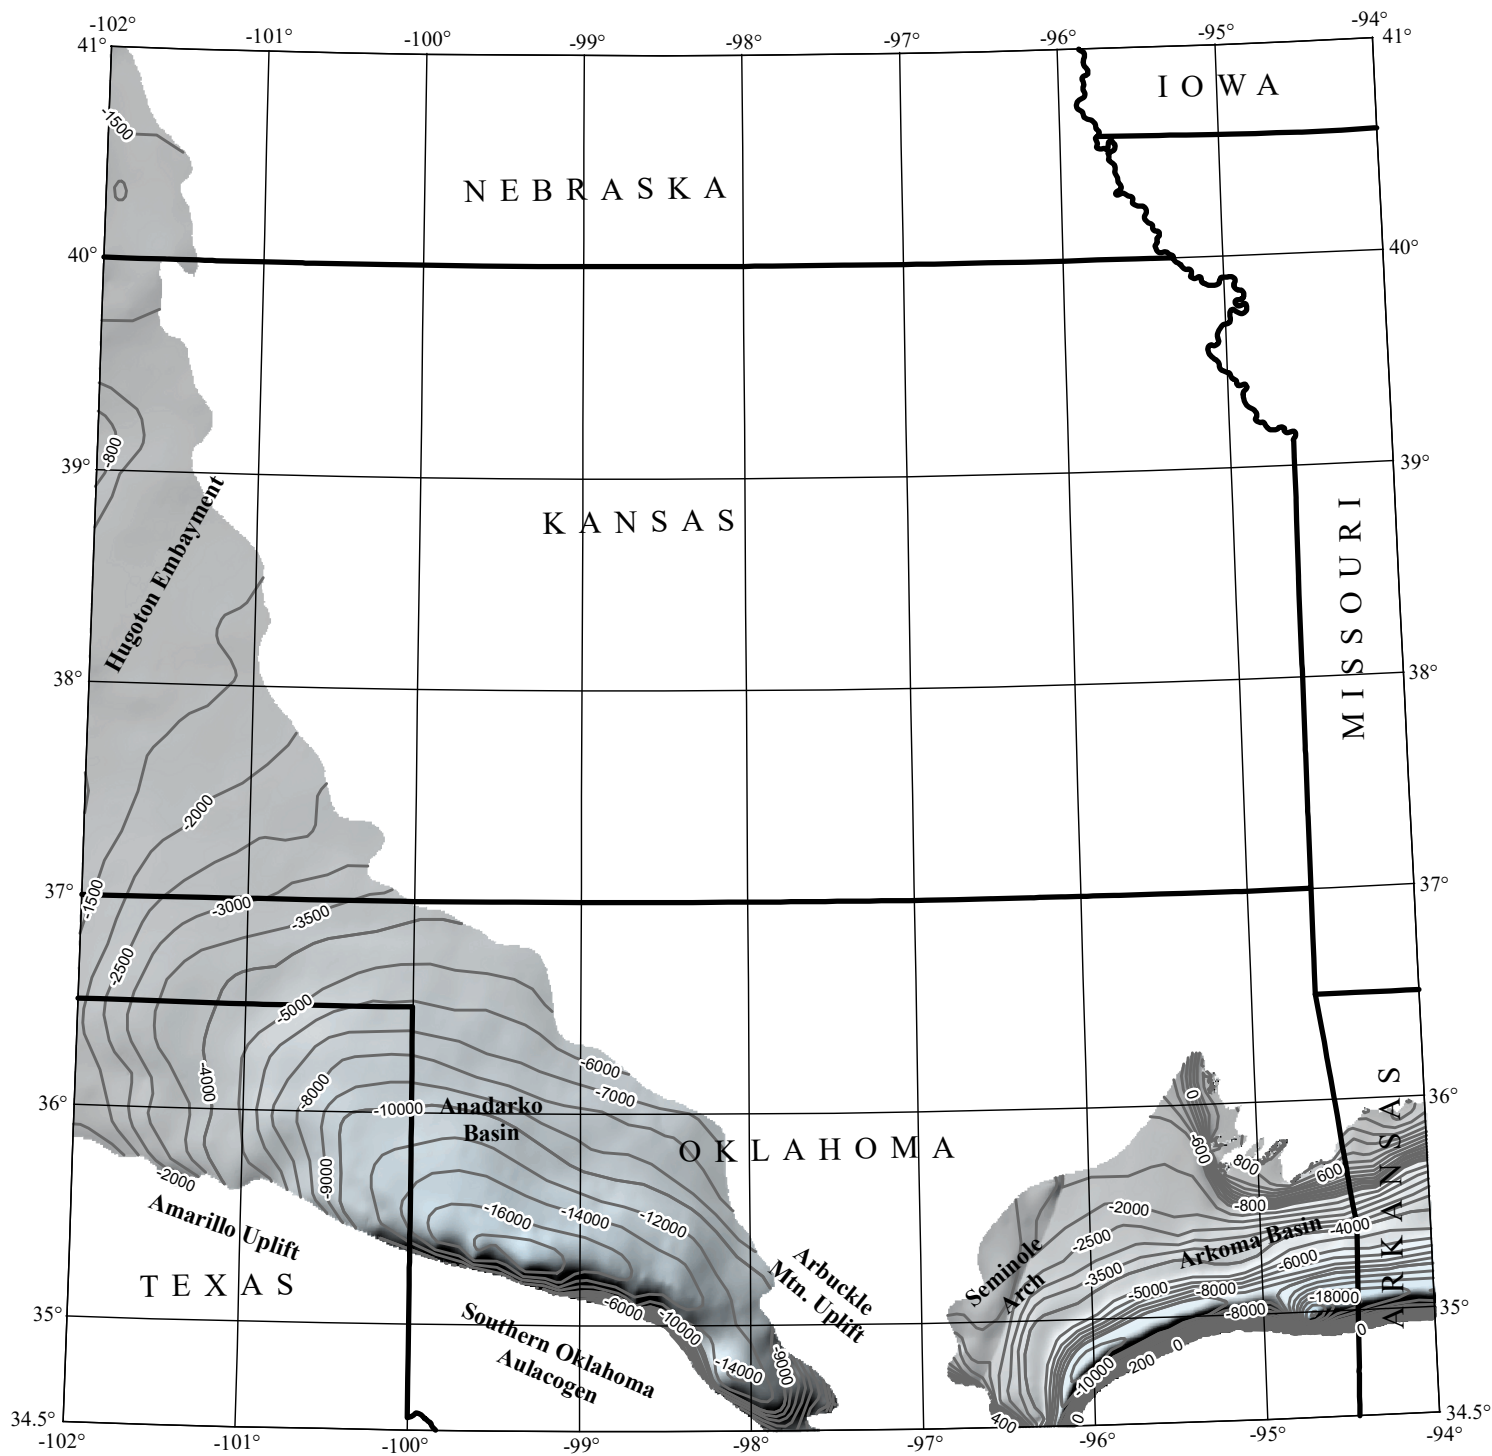 -102° -101° -100° -99° -98° -97° -96° -95° -94°
41° 41°
IOWA
-1500
NEBRASKA
40° 40°
-800
39° 39°
Hugoton Embayment
KANSAS
MISSOURI
38° 38°
-2000
37° 37°
-1500
-3000
-3500
-2500
-5000
-4000
-8000
-6000
-7000
0
36° 36°
-10000
Anadarko
Basin
OKLAHOMA
ARKANSAS
-600
800
600
-2000
-9000
-16000
-14000
-12000
-2000
-800
-4000
Amarillo Uplift
Arkoma Basin
-2500
-6000
TEXAS
Arbuckle
Mtn. Uplift
Seminole
Arch
-3500
-5000
-8000
-18000
-8000
35° 35°
-6000
-10000
0
Southern Oklahoma
Aulacogen
-14000
-9000
-10000
200
0
400
0
34.5° 34.5°
-102° -101° -100° -99° -98° -97° -96° -95° -94°